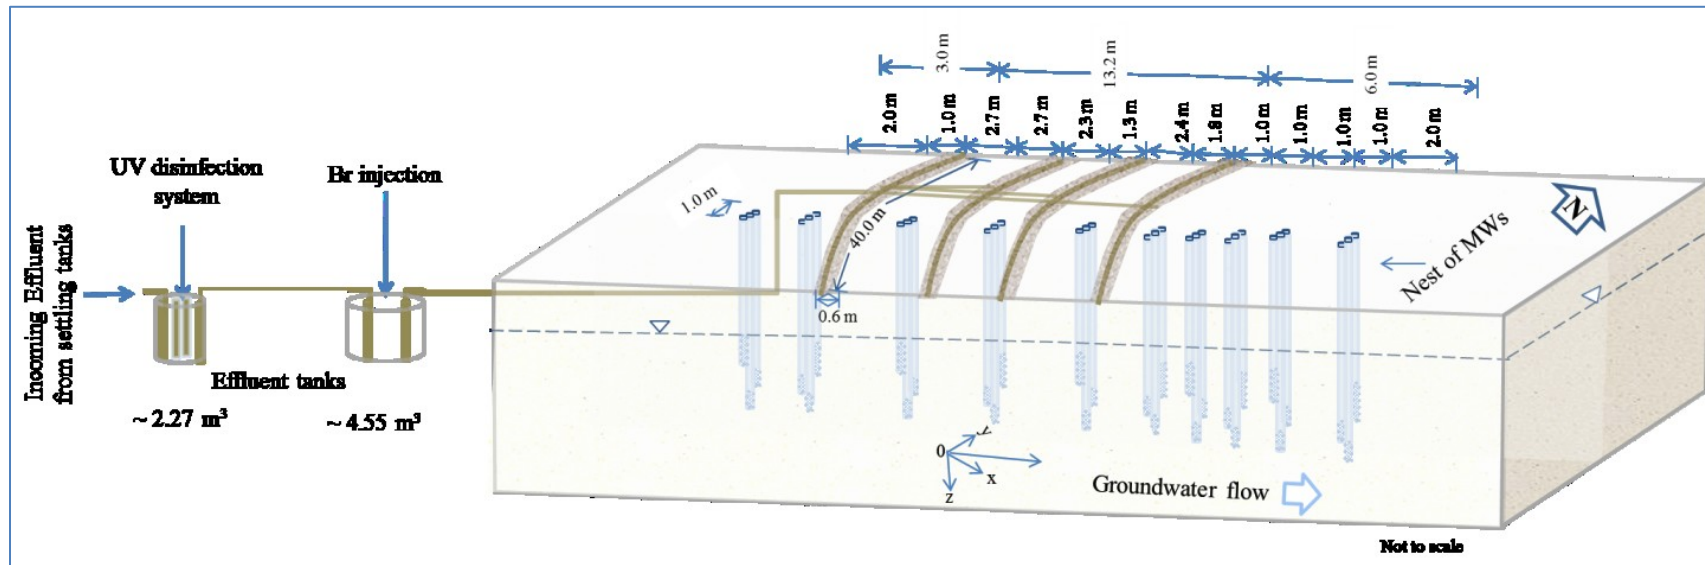 3.0 m
13.2 m
6.0 m
2.0 m
1.0 m
2.7 m
2.7 m
2.3 m
1.3 m
2.4 m
1.8 m
1.0 m
1.0 m
1.0 m
1.0 m
2.0 m
UV disinfection
system
Br injection
1.0 m
40.0 m
N
Nest of MWs
Incoming Effluent
from settling tanks
0.6 m
Effluent tanks
~ 2.27 m³
~ 4.55 m³
0
y
x
z
Groundwater flow
Not to scale